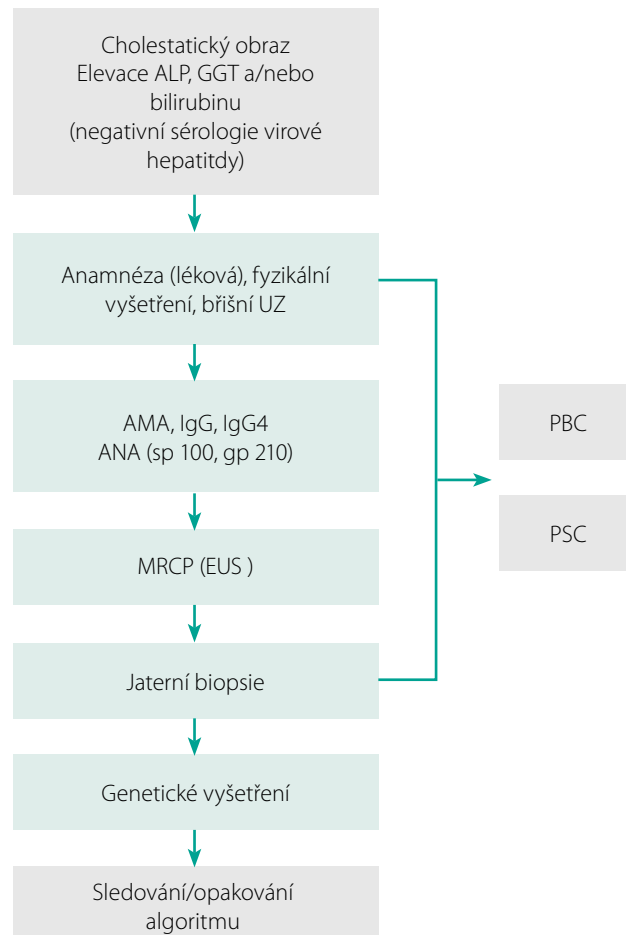 Cholestatický obraz
Elevace ALP, GGT a/nebo
bilirubinu
(negativní sérologie virové
hepatitdy)
Anamnéza (léková), fyzikální
vyšetření, břišní UZ
AMA, IgG, IgG4
ANA (sp 100, gp 210)
PBC
PSC
MRCP (EUS )
Jaterní biopsie
Genetické vyšetření
Sledování/opakování
algoritmu